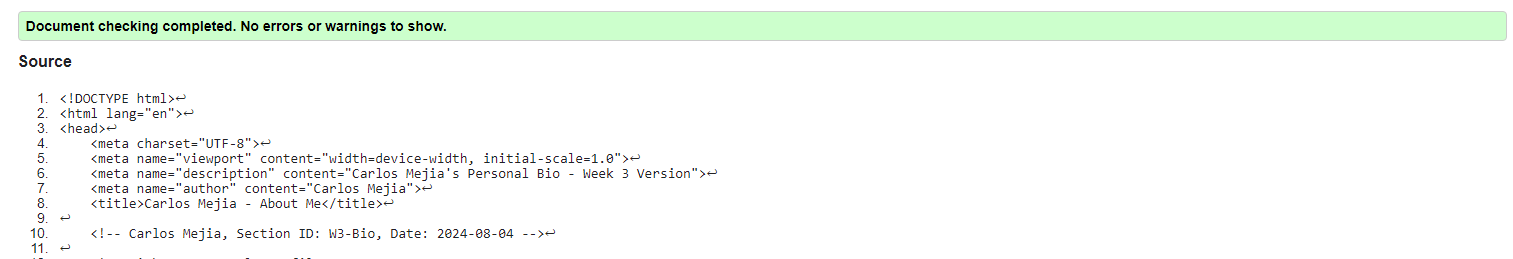 Document checking completed. No errors or warnings to show.
Source
1. <!DOCTYPE html>↩
2. <html lang="en">↩
3. <head>↩
4.     <meta charset="UTF-8">↩
5.     <meta name="viewport" content="width=device-width, initial-scale=1.0">↩
6.     <meta name="description" content="Carlos Mejia's Personal Bio - Week 3 Version">↩
7.     <meta name="author" content="Carlos Mejia">↩
8.     <title>Carlos Mejia - About Me</title>↩
9. ↩
10.     <!-- Carlos Mejia, Section ID: W3-Bio, Date: 2024-08-04 -->↩
11. ↩